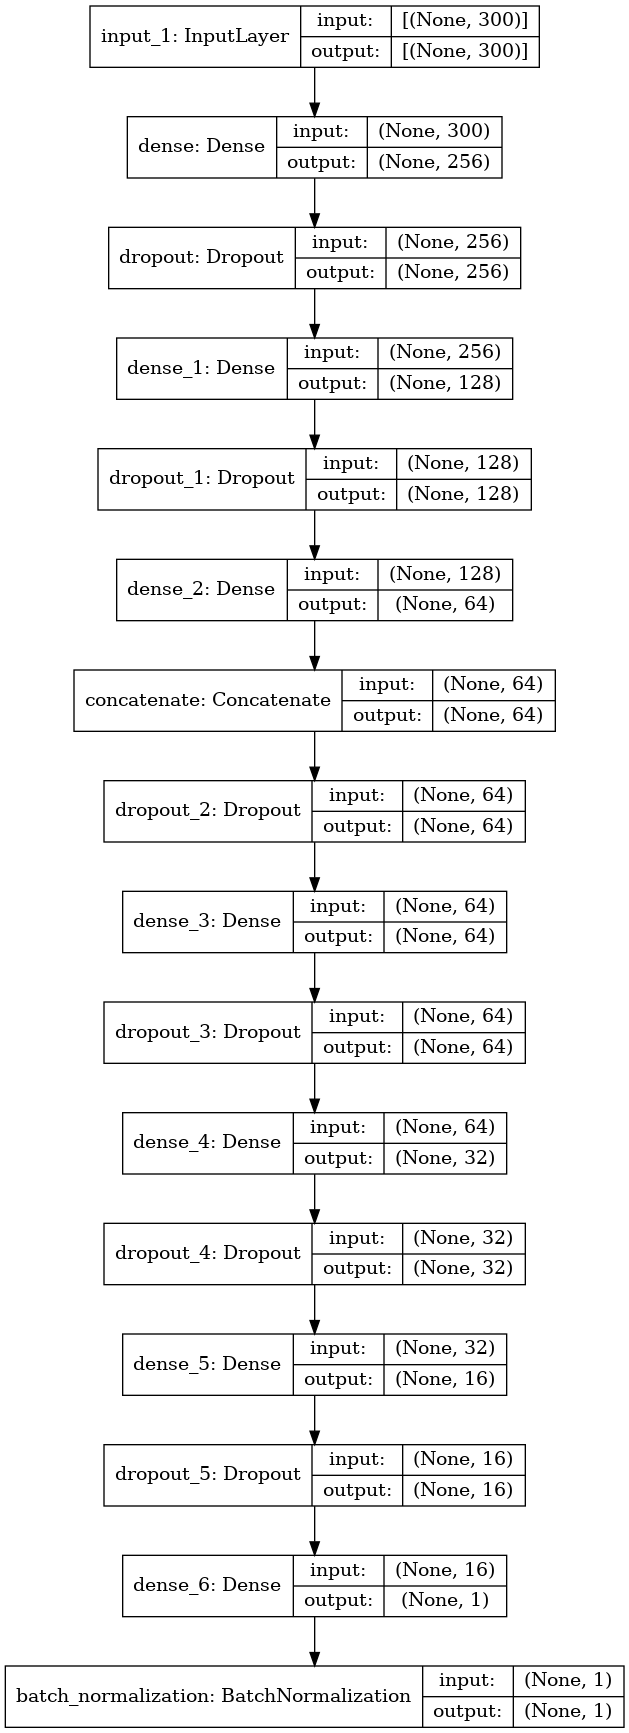 input_1: InputLayer
input: [(None, 300)]
output: [(None, 300)]
dense: Dense
input: (None, 300)
output: (None, 256)
dropout: Dropout
input: (None, 256)
output: (None, 256)
dense_1: Dense
input: (None, 256)
output: (None, 128)
dropout_1: Dropout
input: (None, 128)
output: (None, 128)
dense_2: Dense
input: (None, 128)
output: (None, 64)
concatenate: Concatenate
input: (None, 64)
output: (None, 64)
dropout_2: Dropout
input: (None, 64)
output: (None, 64)
dense_3: Dense
input: (None, 64)
output: (None, 64)
dropout_3: Dropout
input: (None, 64)
output: (None, 64)
dense_4: Dense
input: (None, 64)
output: (None, 32)
dropout_4: Dropout
input: (None, 32)
output: (None, 32)
dense_5: Dense
input: (None, 32)
output: (None, 16)
dropout_5: Dropout
input: (None, 16)
output: (None, 16)
dense_6: Dense
input: (None, 16)
output: (None, 1)
batch_normalization: BatchNormalization
input: (None, 1)
output: (None, 1)